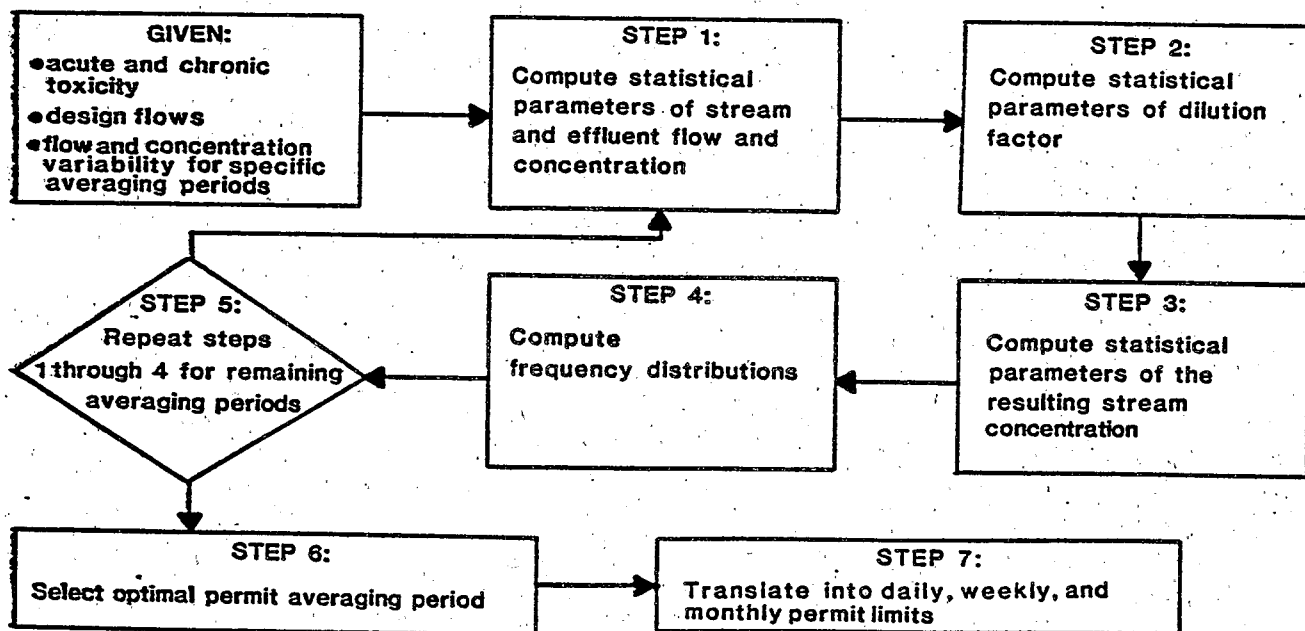 GIVEN:
•acute and chronic
toxicity
•design flows
•flow and concentration
variability for specific
averaging periods
STEP 1:
Compute statistical
parameters of stream
and effluent flow and
concentration
STEP 2:
Compute statistical
parameters of dilution
factor
STEP 3:
Compute statistical
parameters of the
resulting stream
concentration
STEP 4:
Compute
frequency distributions
STEP 5:
Repeat steps
1 through 4 for remaining
averaging periods
STEP 6:
Select optimal permit averaging period
STEP 7:
Translate into daily, weekly, and
monthly permit limits